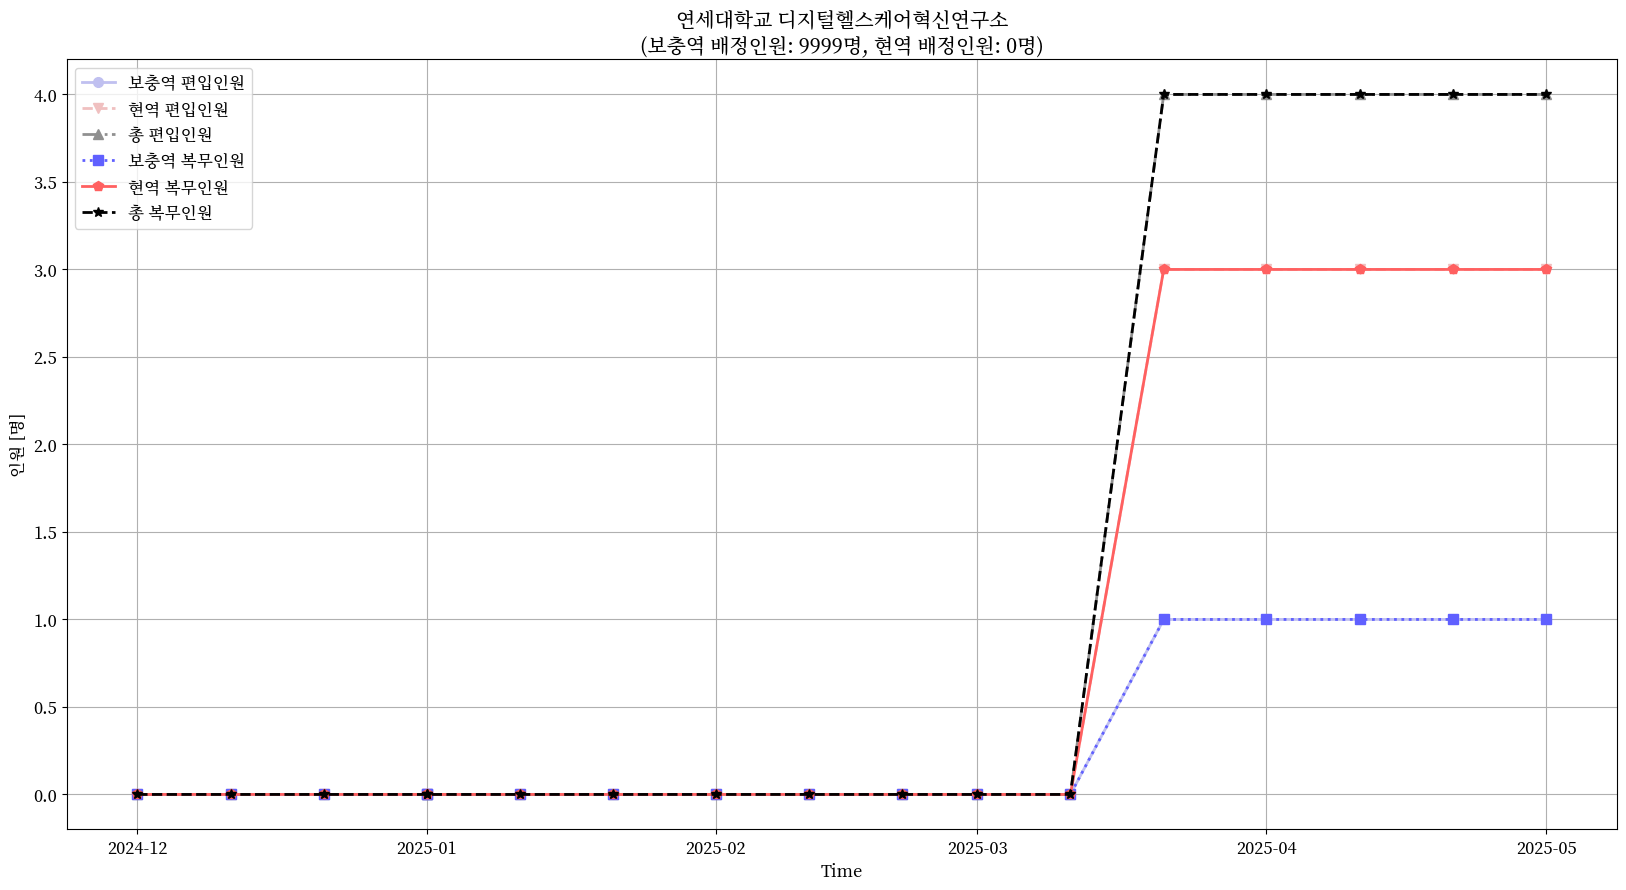 연세대학교 디지털헬스케어혁신연구소
(보충역 배정인원: 9999명, 현역 배정인원: 0명)
보충역 편입인원
현역 편입인원
총 편입인원
보충역 복무인원
현역 복무인원
총 복무인원
4.0
3.5
3.0
2.5
2.0
1.5
1.0
0.5
0.0
인원 [명]
2024-12 2025-01 2025-02 2025-03 2025-04 2025-05
Time